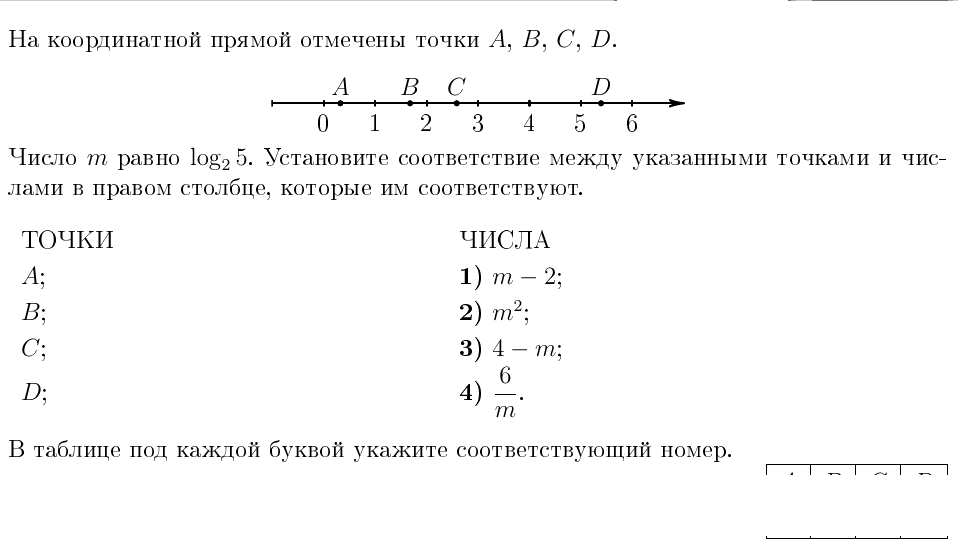 На координатной прямой отмечены точки A, B, C, D.
A B C D
0 1 2 3 4 5 6
Число m равно log₂ 5. Установите соответствие между указанными точками и чис-
лами в правом столбце, которые им соответствуют.
ТОЧКИ ЧИСЛА
A; 1) m − 2;
B; 2) m²;
C; 3) 4 − m;
D; 4) 6/m.
В таблице под каждой буквой укажите соответствующий номер.